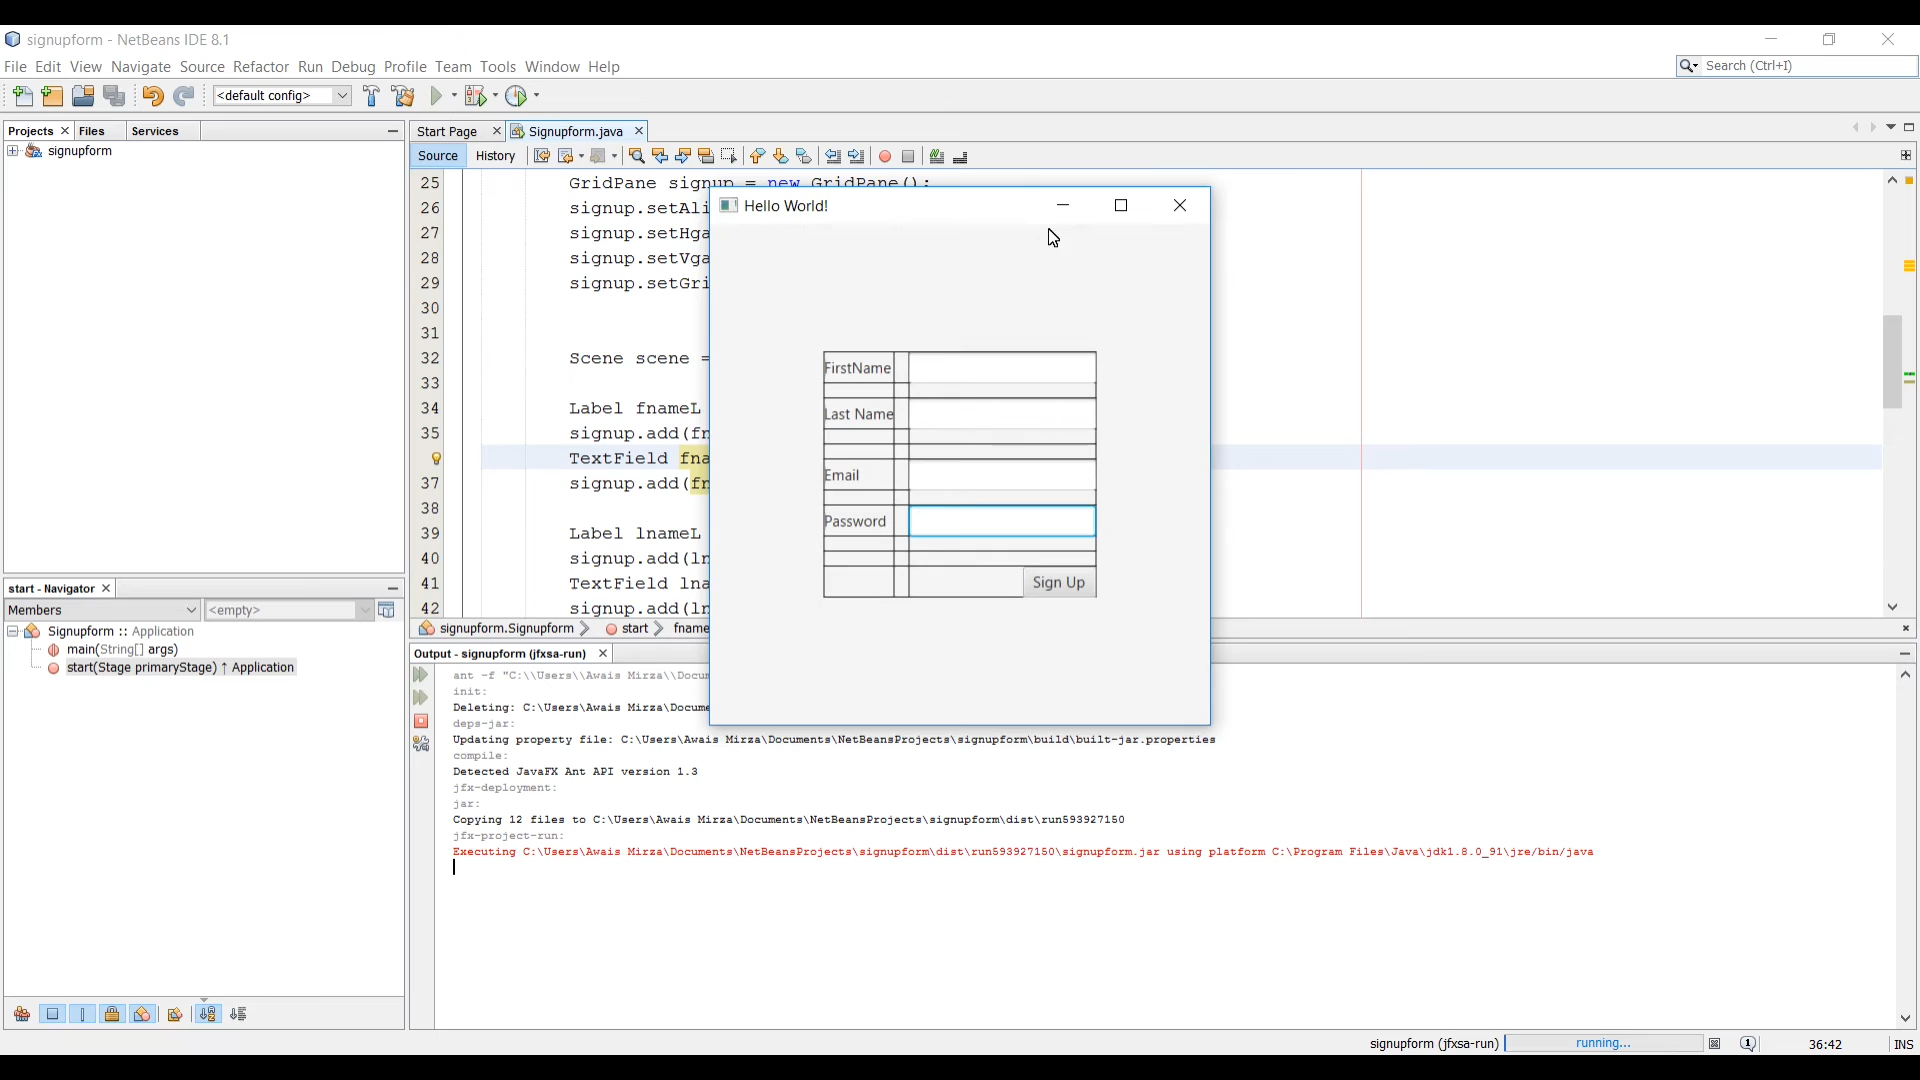 signupform - NetBeans IDE 8.1
File Edit View Navigate Source Refactor Run Debug Profile Team Tools Window Help
Search (Ctrl+I)
<default config>
Projects Files Services
signupform
Start Page Signupform.java
Source History
25 GridPane signup = new GridPane();
26 signup.setAli
27 signup.setHga
28 signup.setVga
29 signup.setGri
30
31
32 Scene scene =
33
34 Label fnameL
35 signup.add(fn
TextField fna
37 signup.add(fn
38
39 Label lnameL
40 signup.add(ln
41 TextField lna
42 signup.add(ln
Hello World!
FirstName
Last Name
Email
Password
Sign Up
signupform.Signupform start fname
start - Navigator
Members <empty>
Signupform :: Application
main(String[] args)
start(Stage primaryStage) ↑ Application
Output - signupform (jfxsa-run)
ant -f "C:\\Users\\Awais Mirza\\Docum
init:
Deleting: C:\Users\Awais Mirza\Docume
deps-jar:
Updating property file: C:\Users\Awais Mirza\Documents\NetBeansProjects\signupform\build\built-jar.properties
compile:
Detected JavaFX Ant API version 1.3
jfx-deployment:
jar:
Copying 12 files to C:\Users\Awais Mirza\Documents\NetBeansProjects\signupform\dist\run593927150
jfx-project-run:
Executing C:\Users\Awais Mirza\Documents\NetBeansProjects\signupform\dist\run593927150\signupform.jar using platform C:\Program Files\Java\jdk1.8.0_91\jre/bin/java
signupform (jfxsa-run) running... 36:42 INS